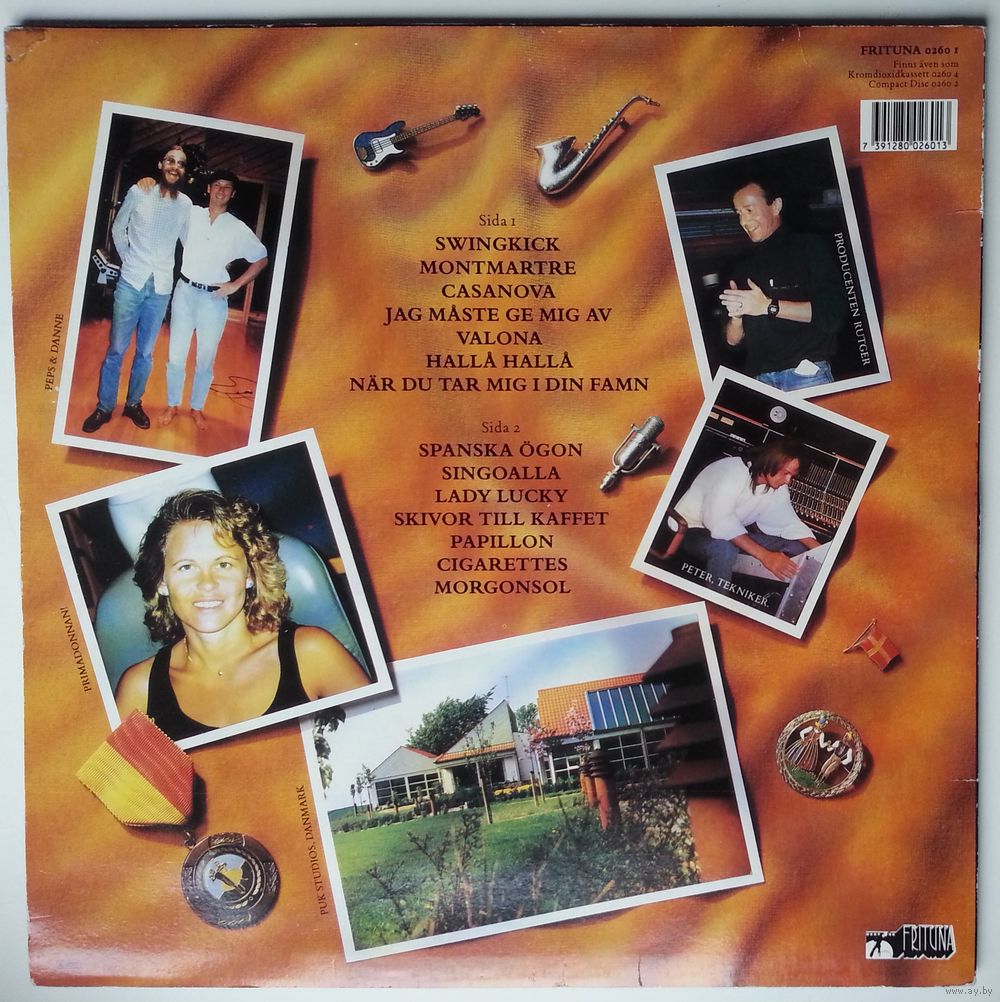 FRITUNA 0260 1
Finns även som
Kromdioxidkassett 0260 4
Compact Disc 0260 2
7 391280 026013
Sida 1
SWINGKICK
MONTMARTRE
CASANOVA
JAG MÅSTE GE MIG AV
VALONA
HALLÅ HALLÅ
NÄR DU TAR MIG I DIN FAMN
Sida 2
SPANSKA ÖGON
SINGOALLA
LADY LUCKY
SKIVOR TILL KAFFET
PAPILLON
CIGARETTES
MORGONSOL
PEPS & DANNE
PRODUCENTEN RUTGER
PETER, TEKNIKER.
PRIMADONNAN!
PUK STUDIOS, DANMARK
FRITUNA
www.ay.by